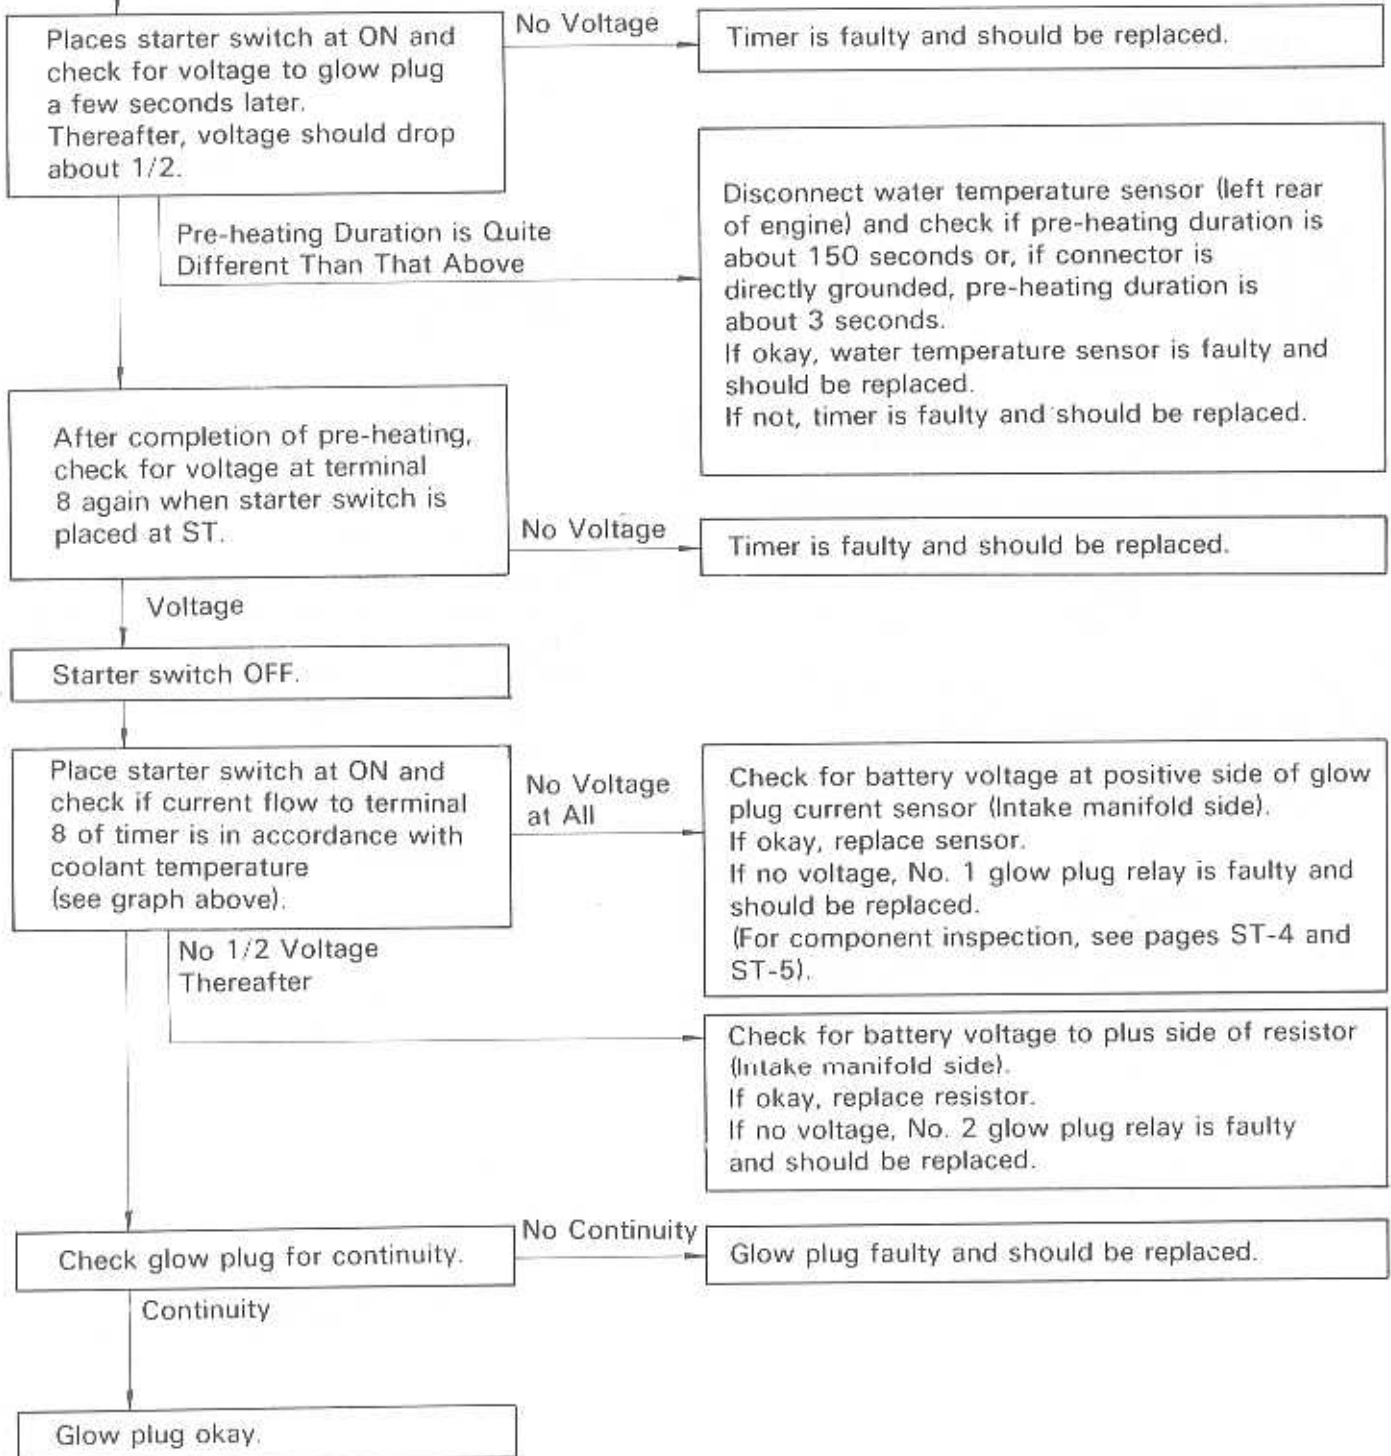 Places starter switch at ON and
check for voltage to glow plug
a few seconds later.
Thereafter, voltage should drop
about 1/2.
No Voltage
Timer is faulty and should be replaced.
Pre-heating Duration is Quite
Different Than That Above
Disconnect water temperature sensor (left rear
of engine) and check if pre-heating duration is
about 150 seconds or, if connector is
directly grounded, pre-heating duration is
about 3 seconds.
If okay, water temperature sensor is faulty and
should be replaced.
If not, timer is faulty and should be replaced.
After completion of pre-heating,
check for voltage at terminal
8 again when starter switch is
placed at ST.
No Voltage
Timer is faulty and should be replaced.
Voltage
Starter switch OFF.
Place starter switch at ON and
check if current flow to terminal
8 of timer is in accordance with
coolant temperature
(see graph above).
No Voltage
at All
Check for battery voltage at positive side of glow
plug current sensor (Intake manifold side).
If okay, replace sensor.
If no voltage, No. 1 glow plug relay is faulty and
should be replaced.
(For component inspection, see pages ST-4 and
ST-5).
No 1/2 Voltage
Thereafter
Check for battery voltage to plus side of resistor
(Intake manifold side).
If okay, replace resistor.
If no voltage, No. 2 glow plug relay is faulty
and should be replaced.
Check glow plug for continuity.
No Continuity
Glow plug faulty and should be replaced.
Continuity
Glow plug okay.